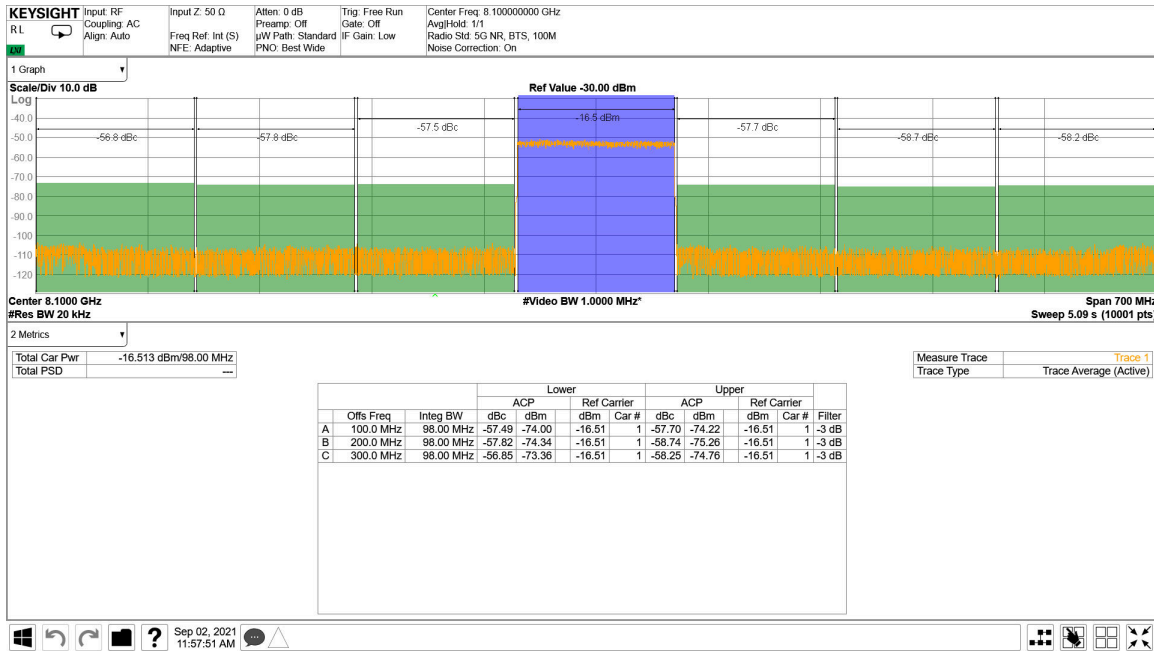 KEYSIGHT Input: RF Input Z: 50 Ω Atten: 0 dB Trig: Free Run Center Freq: 8.100000000 GHz
RL Coupling: AC Preamp: Off Gate: Off Avg|Hold: 1/1
Align: Auto Freq Ref: Int (S) µW Path: Standard IF Gain: Low Radio Std: 5G NR, BTS, 100M
LXI NFE: Adaptive PNO: Best Wide Noise Correction: On
1 Graph
Scale/Div 10.0 dB Ref Value -30.00 dBm
Log
-40.0 -16.5 dBm
-57.5 dBc -57.7 dBc
-50.0 -56.8 dBc -57.8 dBc -58.7 dBc -58.2 dBc
-60.0
-70.0
-80.0
-90.0
-100
-110
-120
Center 8.1000 GHz #Video BW 1.0000 MHz* Span 700 MHz
#Res BW 20 kHz Sweep 5.09 s (10001 pts)
2 Metrics
Total Car Pwr -16.513 dBm/98.00 MHz Measure Trace Trace 1
Total PSD --- Trace Type Trace Average (Active)
Lower Upper
ACP Ref Carrier ACP Ref Carrier
Offs Freq Integ BW dBc dBm dBm Car # dBc dBm dBm Car # Filter
A 100.0 MHz 98.00 MHz -57.49 -74.00 -16.51 1 -57.70 -74.22 -16.51 1 -3 dB
B 200.0 MHz 98.00 MHz -57.82 -74.34 -16.51 1 -58.74 -75.26 -16.51 1 -3 dB
C 300.0 MHz 98.00 MHz -56.85 -73.36 -16.51 1 -58.25 -74.76 -16.51 1 -3 dB
? Sep 02, 2021
11:57:51 AM